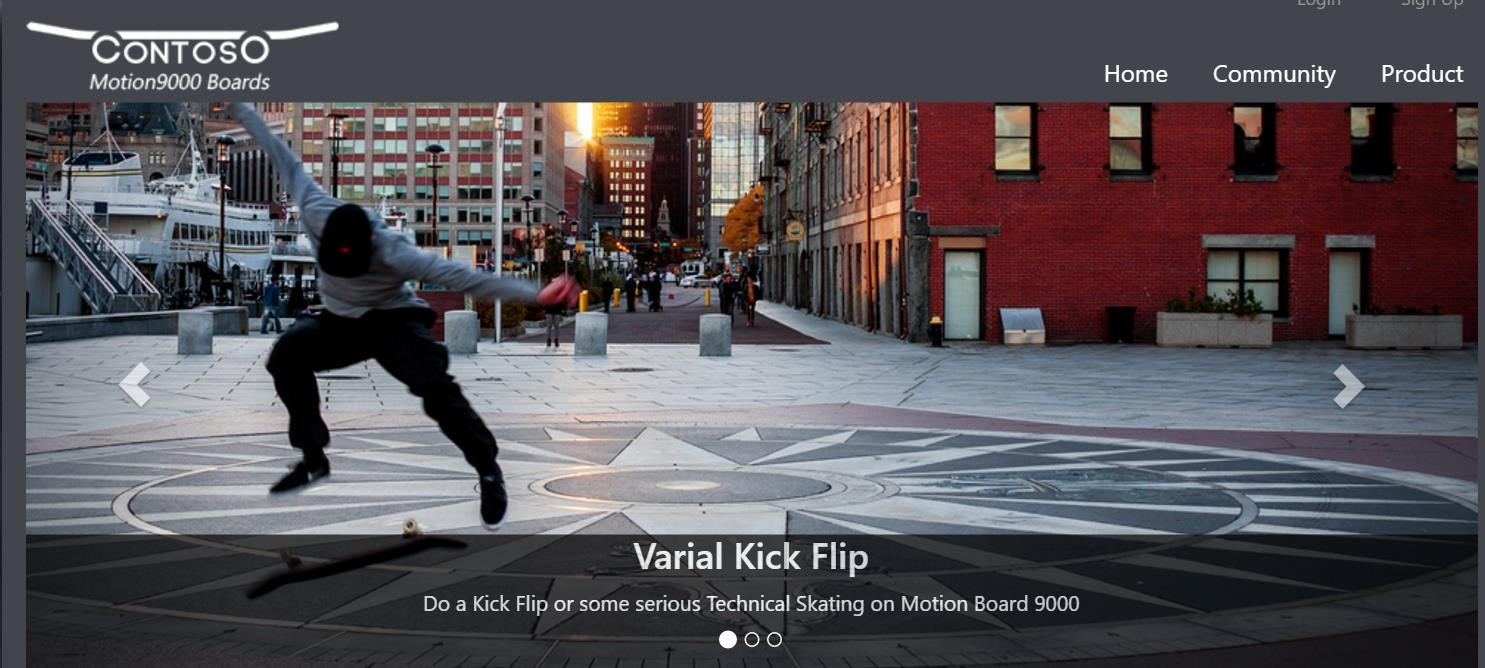 Login Sign Up
CONTOSO
Motion9000 Boards
Home Community Product
Varial Kick Flip
Do a Kick Flip or some serious Technical Skating on Motion Board 9000